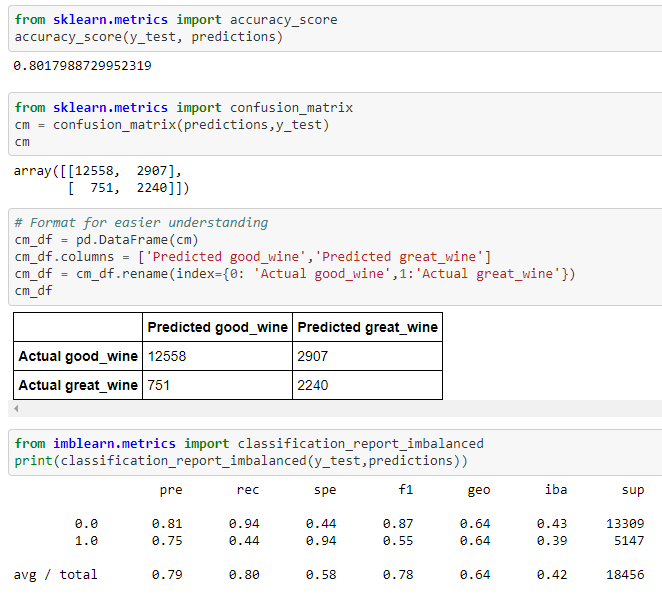 from sklearn.metrics import accuracy_score
accuracy_score(y_test, predictions)
0.8017988729952319
from sklearn.metrics import confusion_matrix
cm = confusion_matrix(predictions,y_test)
cm
array([[12558,  2907],
       [  751,  2240]])
# Format for easier understanding
cm_df = pd.DataFrame(cm)
cm_df.columns = ['Predicted good_wine','Predicted great_wine']
cm_df = cm_df.rename(index={0: 'Actual good_wine',1:'Actual great_wine'})
cm_df
Predicted good_wine Predicted great_wine
Actual good_wine 12558 2907
Actual great_wine 751 2240
from imblearn.metrics import classification_report_imbalanced
print(classification_report_imbalanced(y_test,predictions))
pre rec spe f1 geo iba sup
0.0 0.81 0.94 0.44 0.87 0.64 0.43 13309
1.0 0.75 0.44 0.94 0.55 0.64 0.39 5147
avg / total 0.79 0.80 0.58 0.78 0.64 0.42 18456